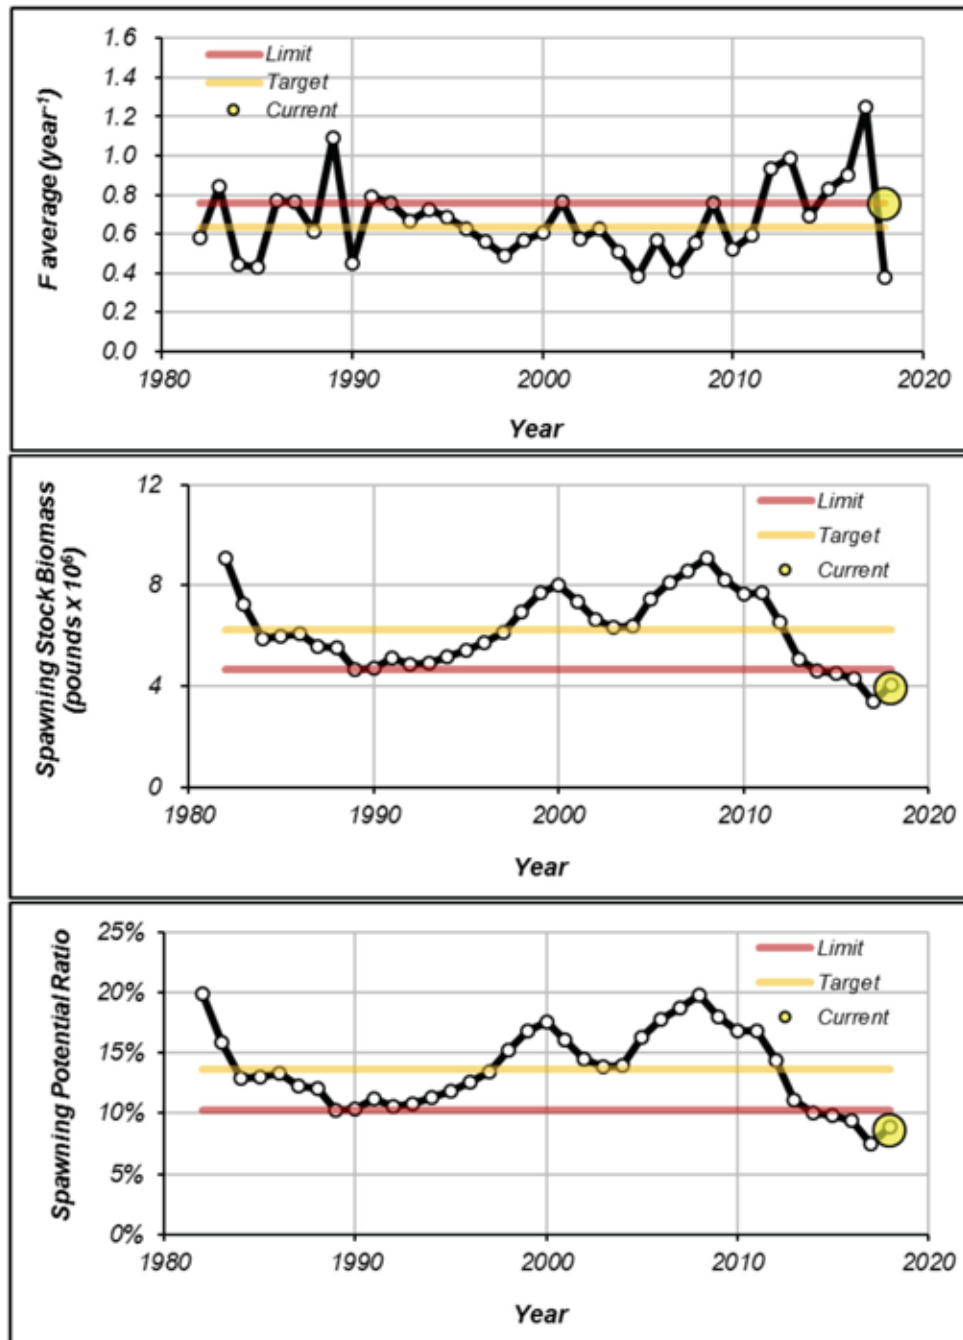 1.6
1.4
1.2
1.0
0.8
0.6
0.4
0.2
0.0
F average (year⁻¹)
Limit
Target
Current
1980 1990 2000 2010 2020
Year
12
8
4
0
Spawning Stock Biomass
(pounds x 10⁶)
Limit
Target
Current
1980 1990 2000 2010 2020
Year
25%
20%
15%
10%
5%
0%
Spawning Potential Ratio
Limit
Target
Current
1980 1990 2000 2010 2020
Year